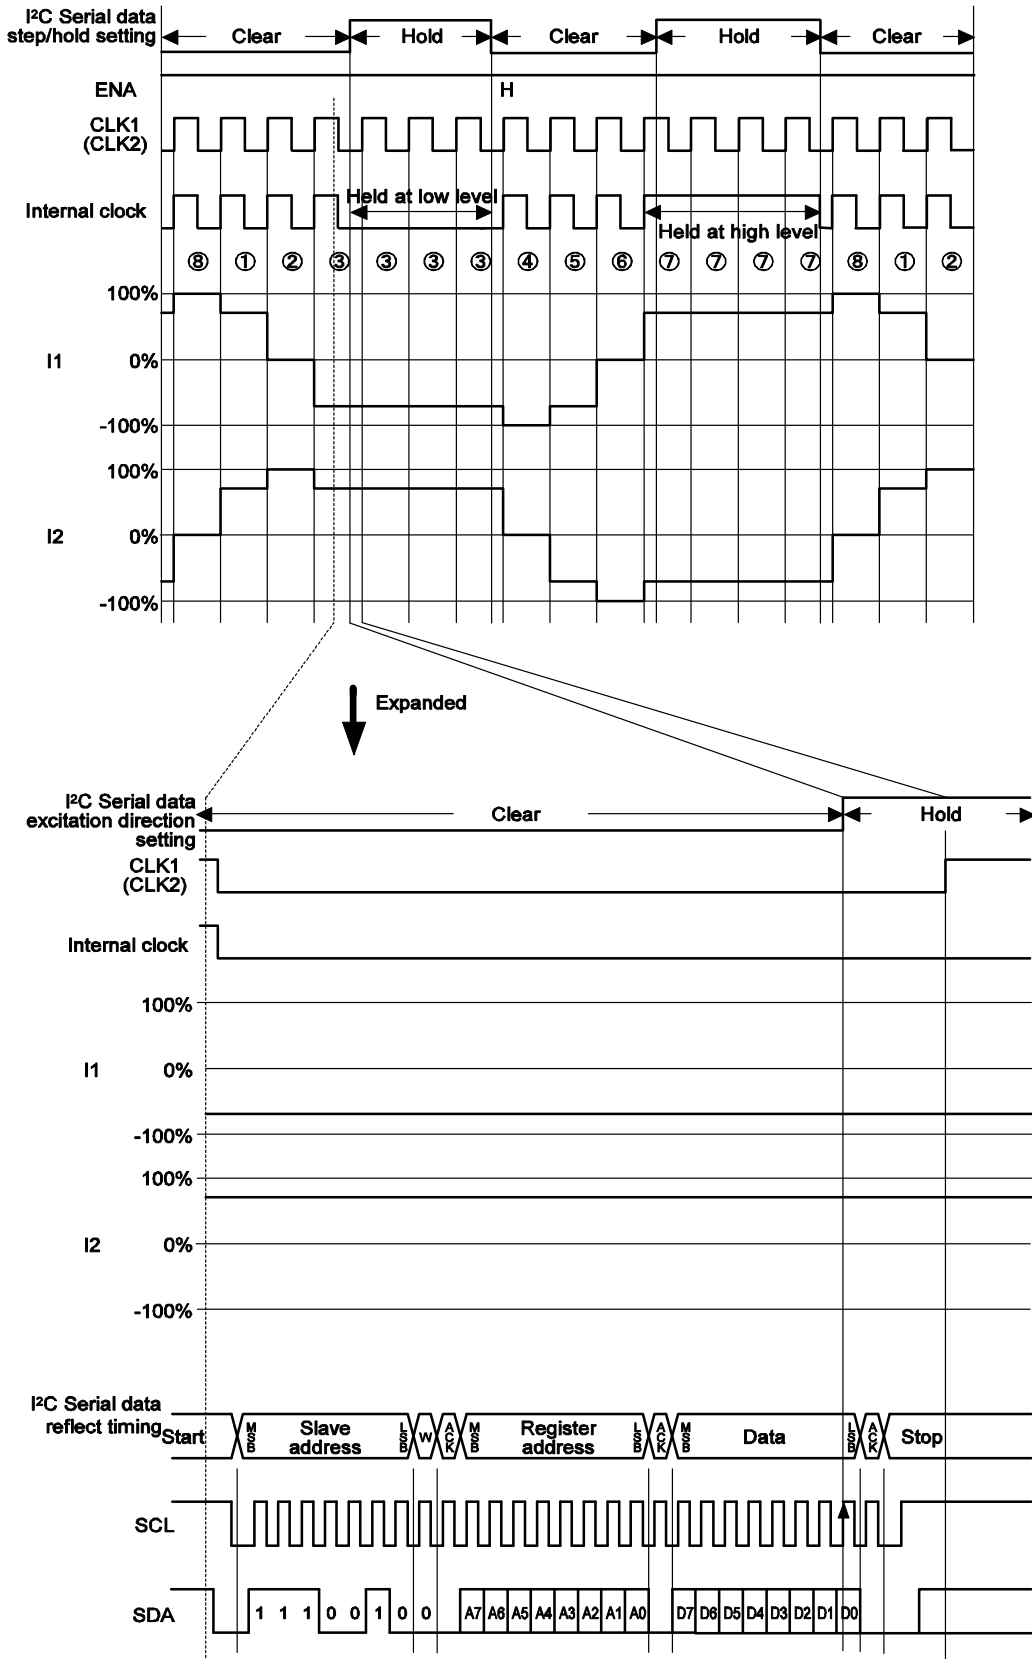 I²C Serial data
step/hold setting
Clear Hold Clear Hold Clear
ENA H
CLK1
(CLK2)
Internal clock
Held at low level
Held at high level
⑧ ① ② ③ ③ ③ ③ ④ ⑤ ⑥ ⑦ ⑦ ⑦ ⑦ ⑧ ① ②
100%
I1 0%
-100%
100%
I2 0%
-100%
Expanded
I²C Serial data
excitation direction
setting
Clear Hold
CLK1
(CLK2)
Internal clock
100%
I1 0%
-100%
100%
I2 0%
-100%
I²C Serial data
reflect timing
Start MSB Slave address LSB W ACK MSB Register address LSB ACK MSB Data LSB ACK Stop
SCL
SDA 1 1 1 0 0 1 0 0 A7 A6 A5 A4 A3 A2 A1 A0 D7 D6 D5 D4 D3 D2 D1 D0